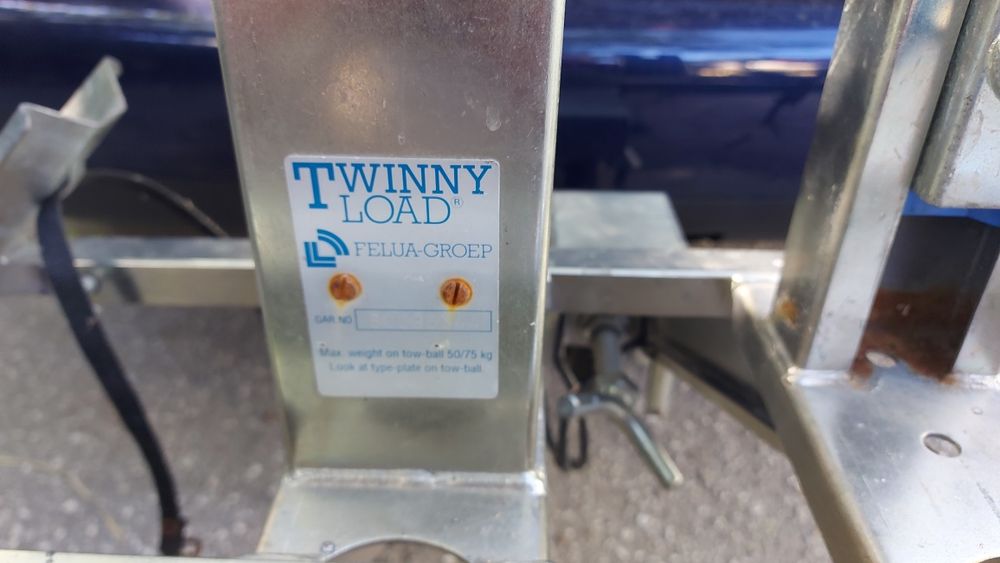 TWINNY
LOAD®
FELUA-GROEP
GAR.NO
Max. weight on tow-ball 50/75 kg
Look at type-plate on tow-ball.